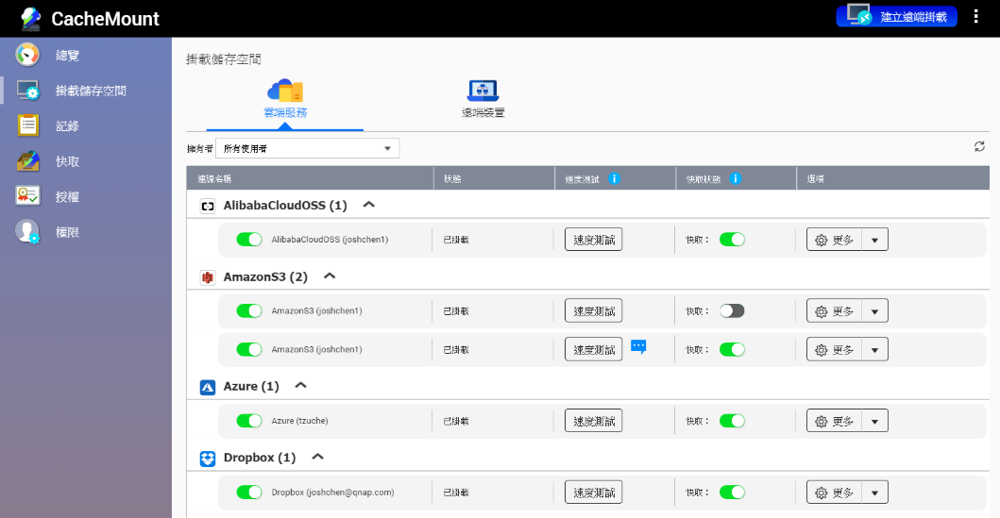 CacheMount
建立遠端掛載
總覽
掛載儲存空間
記錄
快取
授權
權限
掛載儲存空間
雲端服務
遠端裝置
擁有者 所有使用者
連線名稱 狀態 速度測試 快取狀態 選項
AlibabaCloudOSS (1)
AlibabaCloudOSS (joshchen1) 已掛載 速度測試 快取： 更多
AmazonS3 (2)
AmazonS3 (joshchen1) 已掛載 速度測試 快取： 更多
AmazonS3 (joshchen1) 已掛載 速度測試 快取： 更多
Azure (1)
Azure (tzuche) 已掛載 速度測試 快取： 更多
Dropbox (1)
Dropbox (joshchen@qnap.com) 已掛載 速度測試 快取： 更多